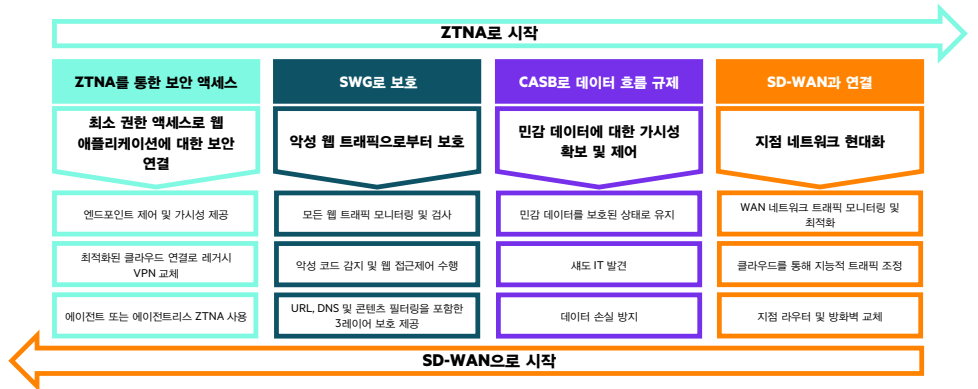 ZTNA로 시작
ZTNA를 통한 보안 액세스
최소 권한 액세스로 웹
애플리케이션에 대한 보안
연결
엔드포인트 제어 및 가시성 제공
최적화된 클라우드 연결로 레거시
VPN 교체
에이전트 또는 에이전트리스 ZTNA 사용
SWG로 보호
악성 웹 트래픽으로부터 보호
모든 웹 트래픽 모니터링 및 검사
악성 코드 감지 및 웹 접근제어 수행
URL, DNS 및 콘텐츠 필터링을 포함한
3레이어 보호 제공
CASB로 데이터 흐름 규제
민감 데이터에 대한 가시성
확보 및 제어
민감 데이터를 보호된 상태로 유지
섀도 IT 발견
데이터 손실 방지
SD-WAN과 연결
지점 네트워크 현대화
WAN 네트워크 트래픽 모니터링 및
최적화
클라우드를 통해 지능적 트래픽 조정
지점 라우터 및 방화벽 교체
SD-WAN으로 시작